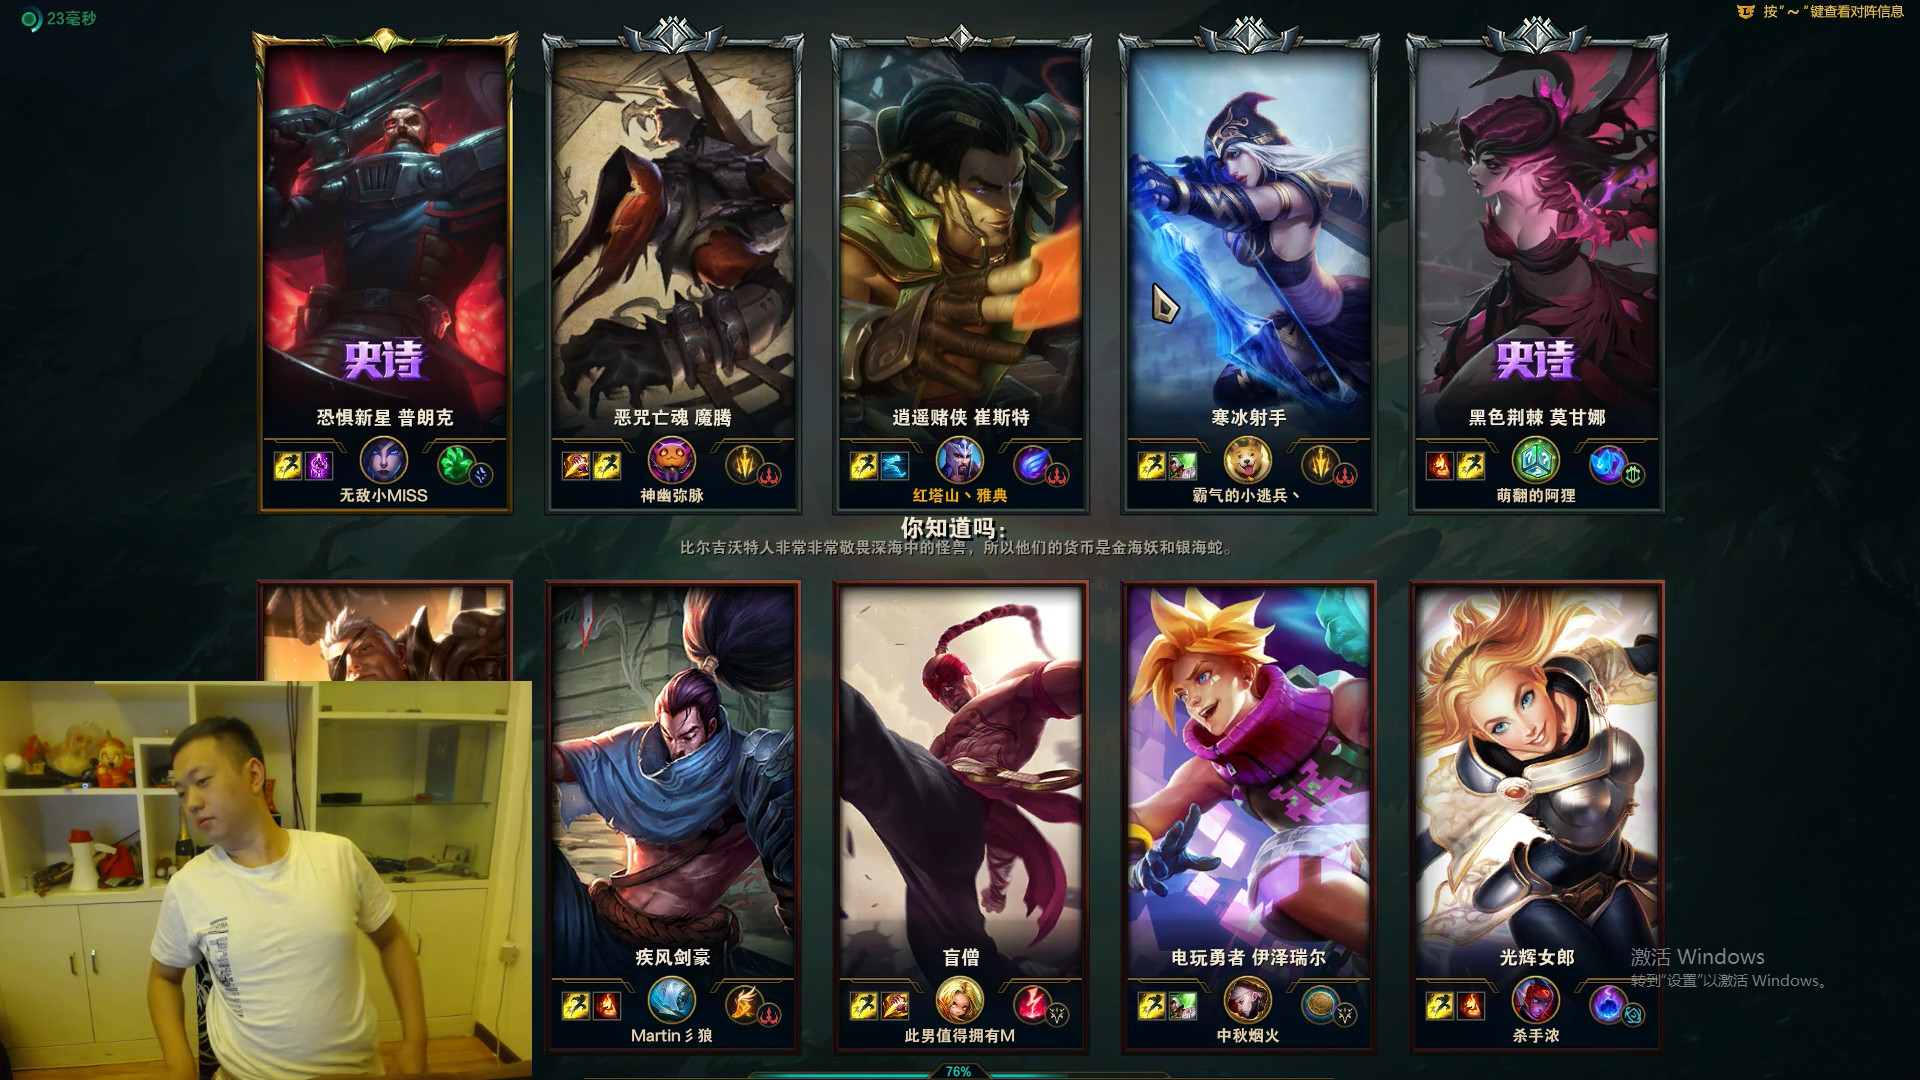 23毫秒
按“～”键查看对阵信息
史诗
史诗
恐惧新星 普朗克
恶咒亡魂 魔腾
逍遥赌侠 崔斯特
寒冰射手
黑色荆棘 莫甘娜
无敌小MISS
神幽弥脉
红塔山丶雅典
霸气的小逃兵丶
萌翻的阿狸
你知道吗:
比尔吉沃特人非常非常敬畏深海中的怪兽，所以他们的货币是金海妖和银海蛇。
疾风剑豪
盲僧
电玩勇者 伊泽瑞尔
光辉女郎
激活 Windows
转到“设置”以激活 Windows。
Martin彡狼
此男值得拥有M
中秋烟火
杀手浓
76%